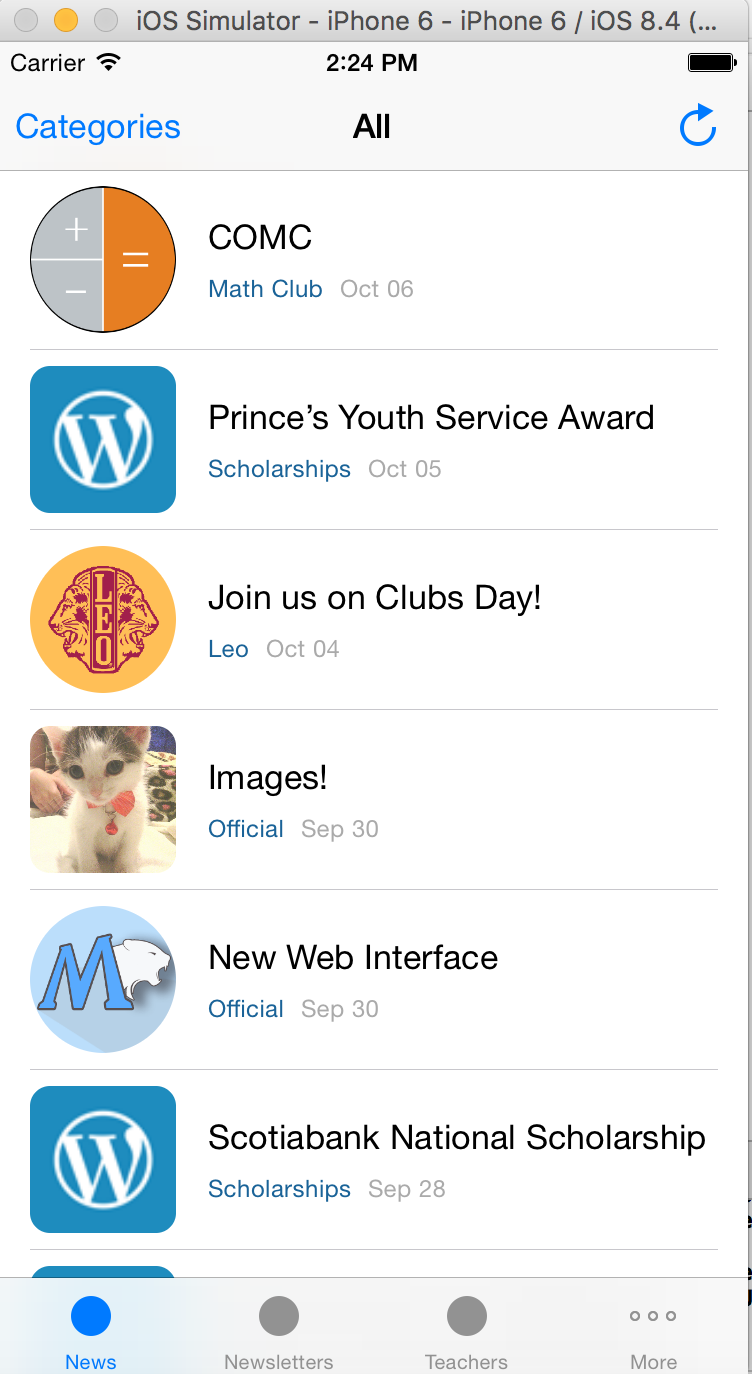 iOS Simulator - iPhone 6 - iPhone 6 / iOS 8.4 (...
Carrier 2:24 PM
Categories All
COMC
Math Club Oct 06
Prince’s Youth Service Award
Scholarships Oct 05
LEO
Join us on Clubs Day!
Leo Oct 04
Images!
Official Sep 30
M
New Web Interface
Official Sep 30
W
Scotiabank National Scholarship
Scholarships Sep 28
News Newsletters Teachers More